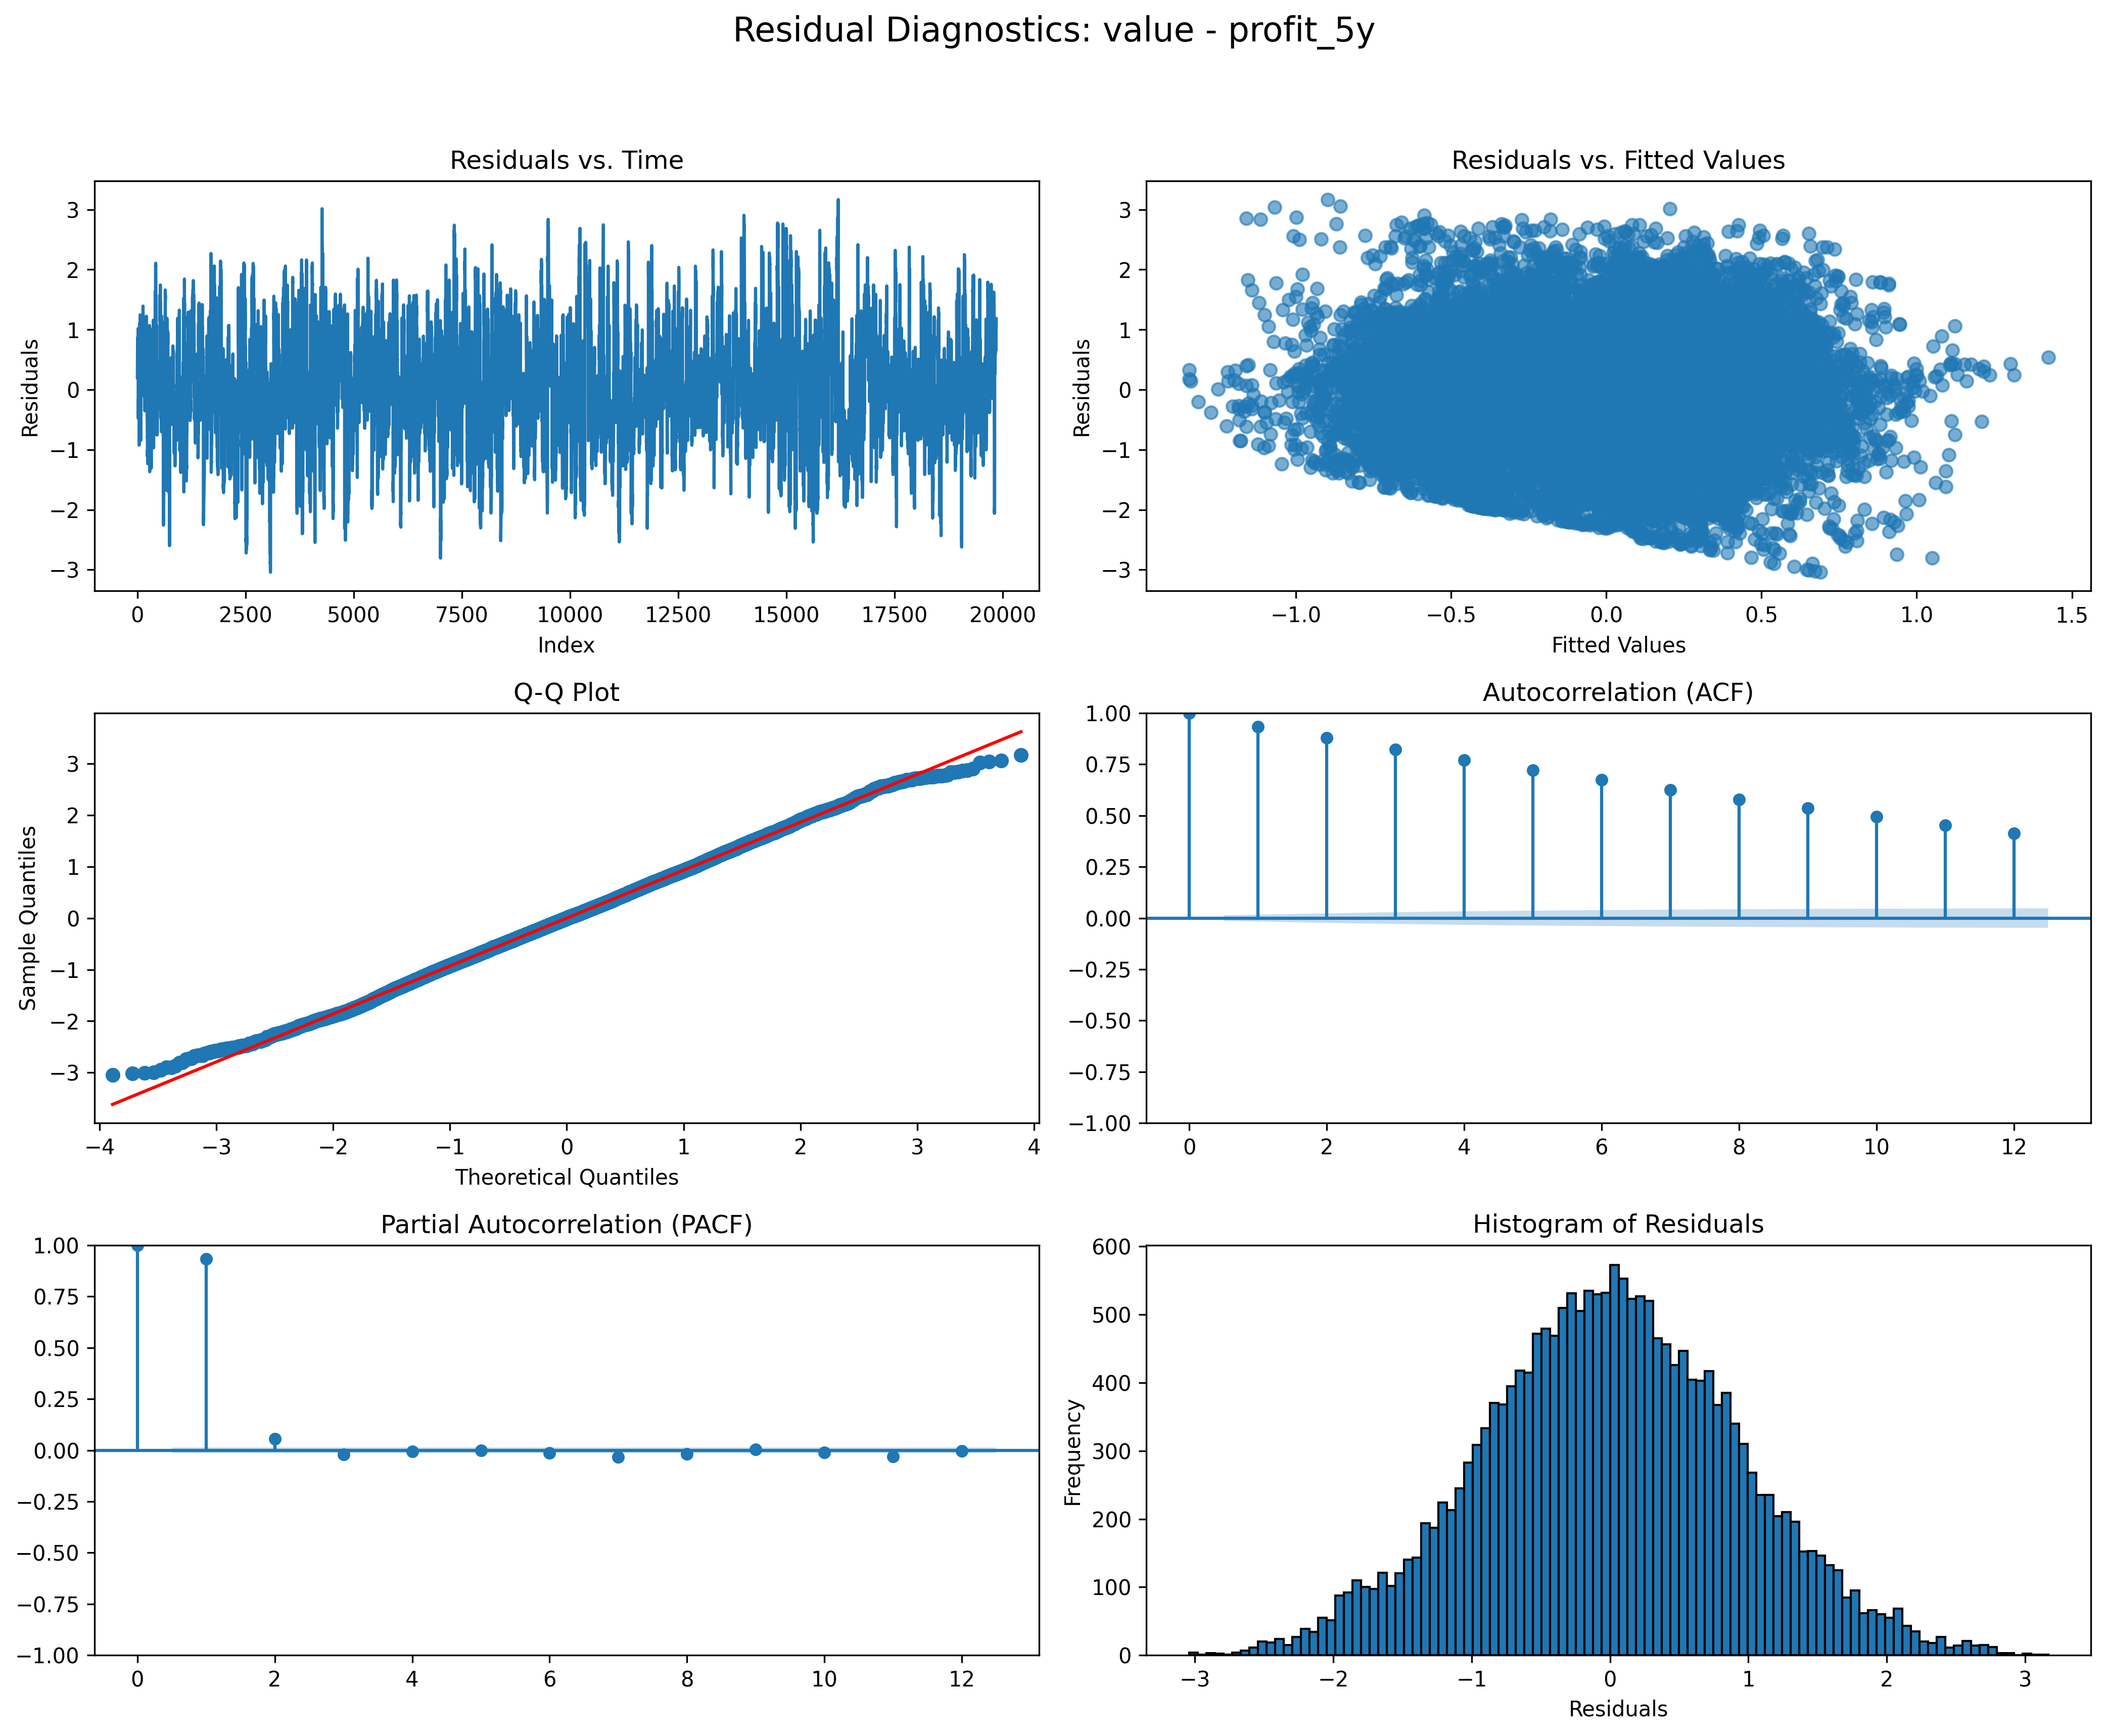 Residual Diagnostics: value - profit_5y
Residuals vs. Time
Residuals
3
2
1
0
−1
−2
−3
0 2500 5000 7500 10000 12500 15000 17500 20000
Index
Residuals vs. Fitted Values
Residuals
3
2
1
0
−1
−2
−3
−1.0 −0.5 0.0 0.5 1.0 1.5
Fitted Values
Q-Q Plot
Sample Quantiles
3
2
1
0
−1
−2
−3
−4 −3 −2 −1 0 1 2 3 4
Theoretical Quantiles
Autocorrelation (ACF)
1.00
0.75
0.50
0.25
0.00
−0.25
−0.50
−0.75
−1.00
0 2 4 6 8 10 12
Partial Autocorrelation (PACF)
1.00
0.75
0.50
0.25
0.00
−0.25
−0.50
−0.75
−1.00
0 2 4 6 8 10 12
Histogram of Residuals
Frequency
600
500
400
300
200
100
0
−3 −2 −1 0 1 2 3
Residuals